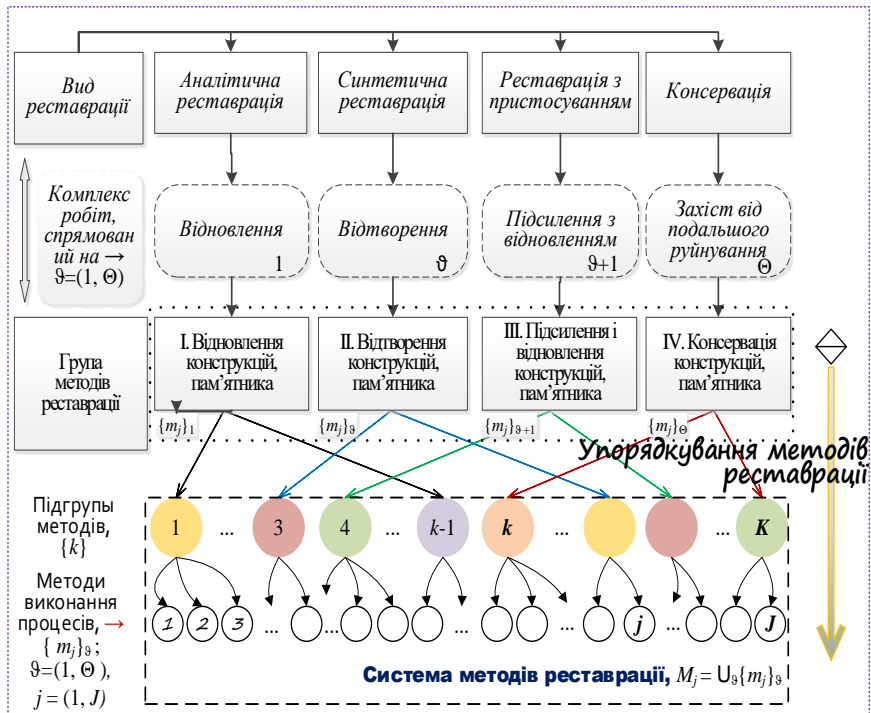 Вид
реставрації
Аналітична
реставрація
Синтетична
реставрація
Реставрація з
пристосуванням
Консервація
Комплекс
робіт,
спрямован
ий на →
ϑ=(1, Θ)
Відновлення
1
Відтворення
ϑ
Підсилення з
відновленням
ϑ+1
Захіст від
подальшого
руйнування
Θ
Група
методів
реставрації
I. Відновлення
конструкцій,
пам’ятника
II. Відтворення
конструкцій,
пам’ятника
III. Підсилення і
відновлення
конструкцій,
пам’ятника
IV. Консервація
конструкцій,
пам’ятника
{mj}1
{mj}ϑ
{mj}ϑ+1
{mj}Θ
Упорядкування методів
реставрації
Підгрупы
методів,
{k}
1 ... 3 4 ... k-1 k ... ... K
Методи
виконання
процесів, →
{ mj}ϑ ;
ϑ=(1, Θ ),
j = (1, J)
1 2 3 ... ... ... ... j ... J
Система методів реставрації, Mj = ∪ϑ{mj}ϑ